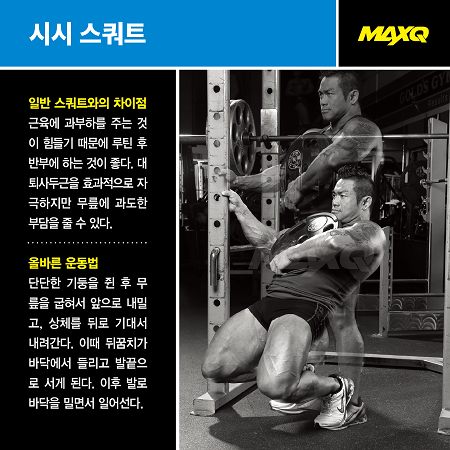 시시 스쿼트
MAXQ
일반 스쿼트와의 차이점
근육에 과부하를 주는 것
이 힘들기 때문에 루틴 후
반부에 하는 것이 좋다. 대
퇴사두근을 효과적으로 자
극하지만 무릎에 과도한
부담을 줄 수 있다.
올바른 운동법
단단한 기둥을 쥔 후 무
릎을 굽혀서 앞으로 내밀
고, 상체를 뒤로 기대서
내려간다. 이때 뒤꿈치가
바닥에서 들리고 발끝으
로 서게 된다. 이후 발로
바닥을 밀면서 일어선다.
GOLD'S GYM
MAXQ